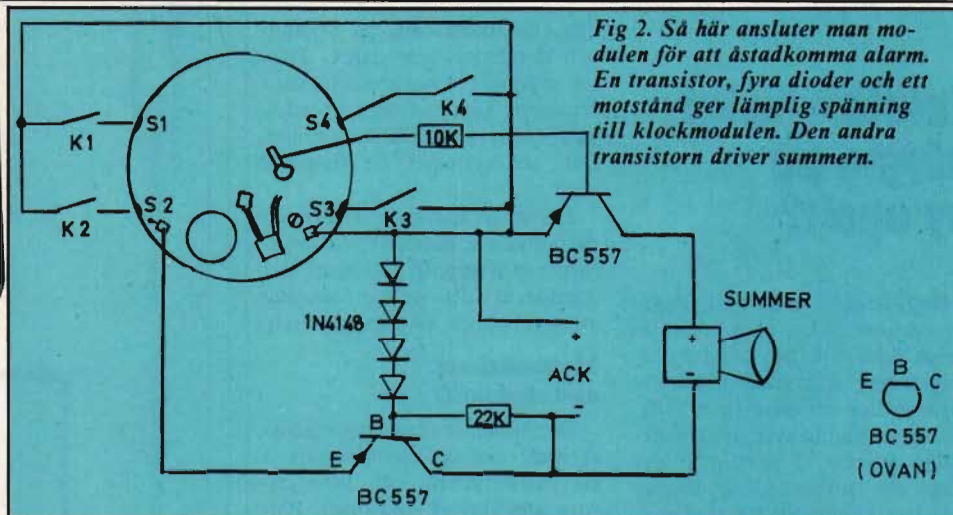 Fig 2. Så här ansluter man mo-
dulen för att åstadkomma alarm.
En transistor, fyra dioder och ett
motstånd ger lämplig spänning
till klockmodulen. Den andra
transistorn driver summern.
S1
K1
S2
K2
S4
K4
10K
S3
K3
BC557
1N4148
SUMMER
+
-
+
ACK
-
22K
B
E
C
BC557
E B C
BC557
(OVAN)